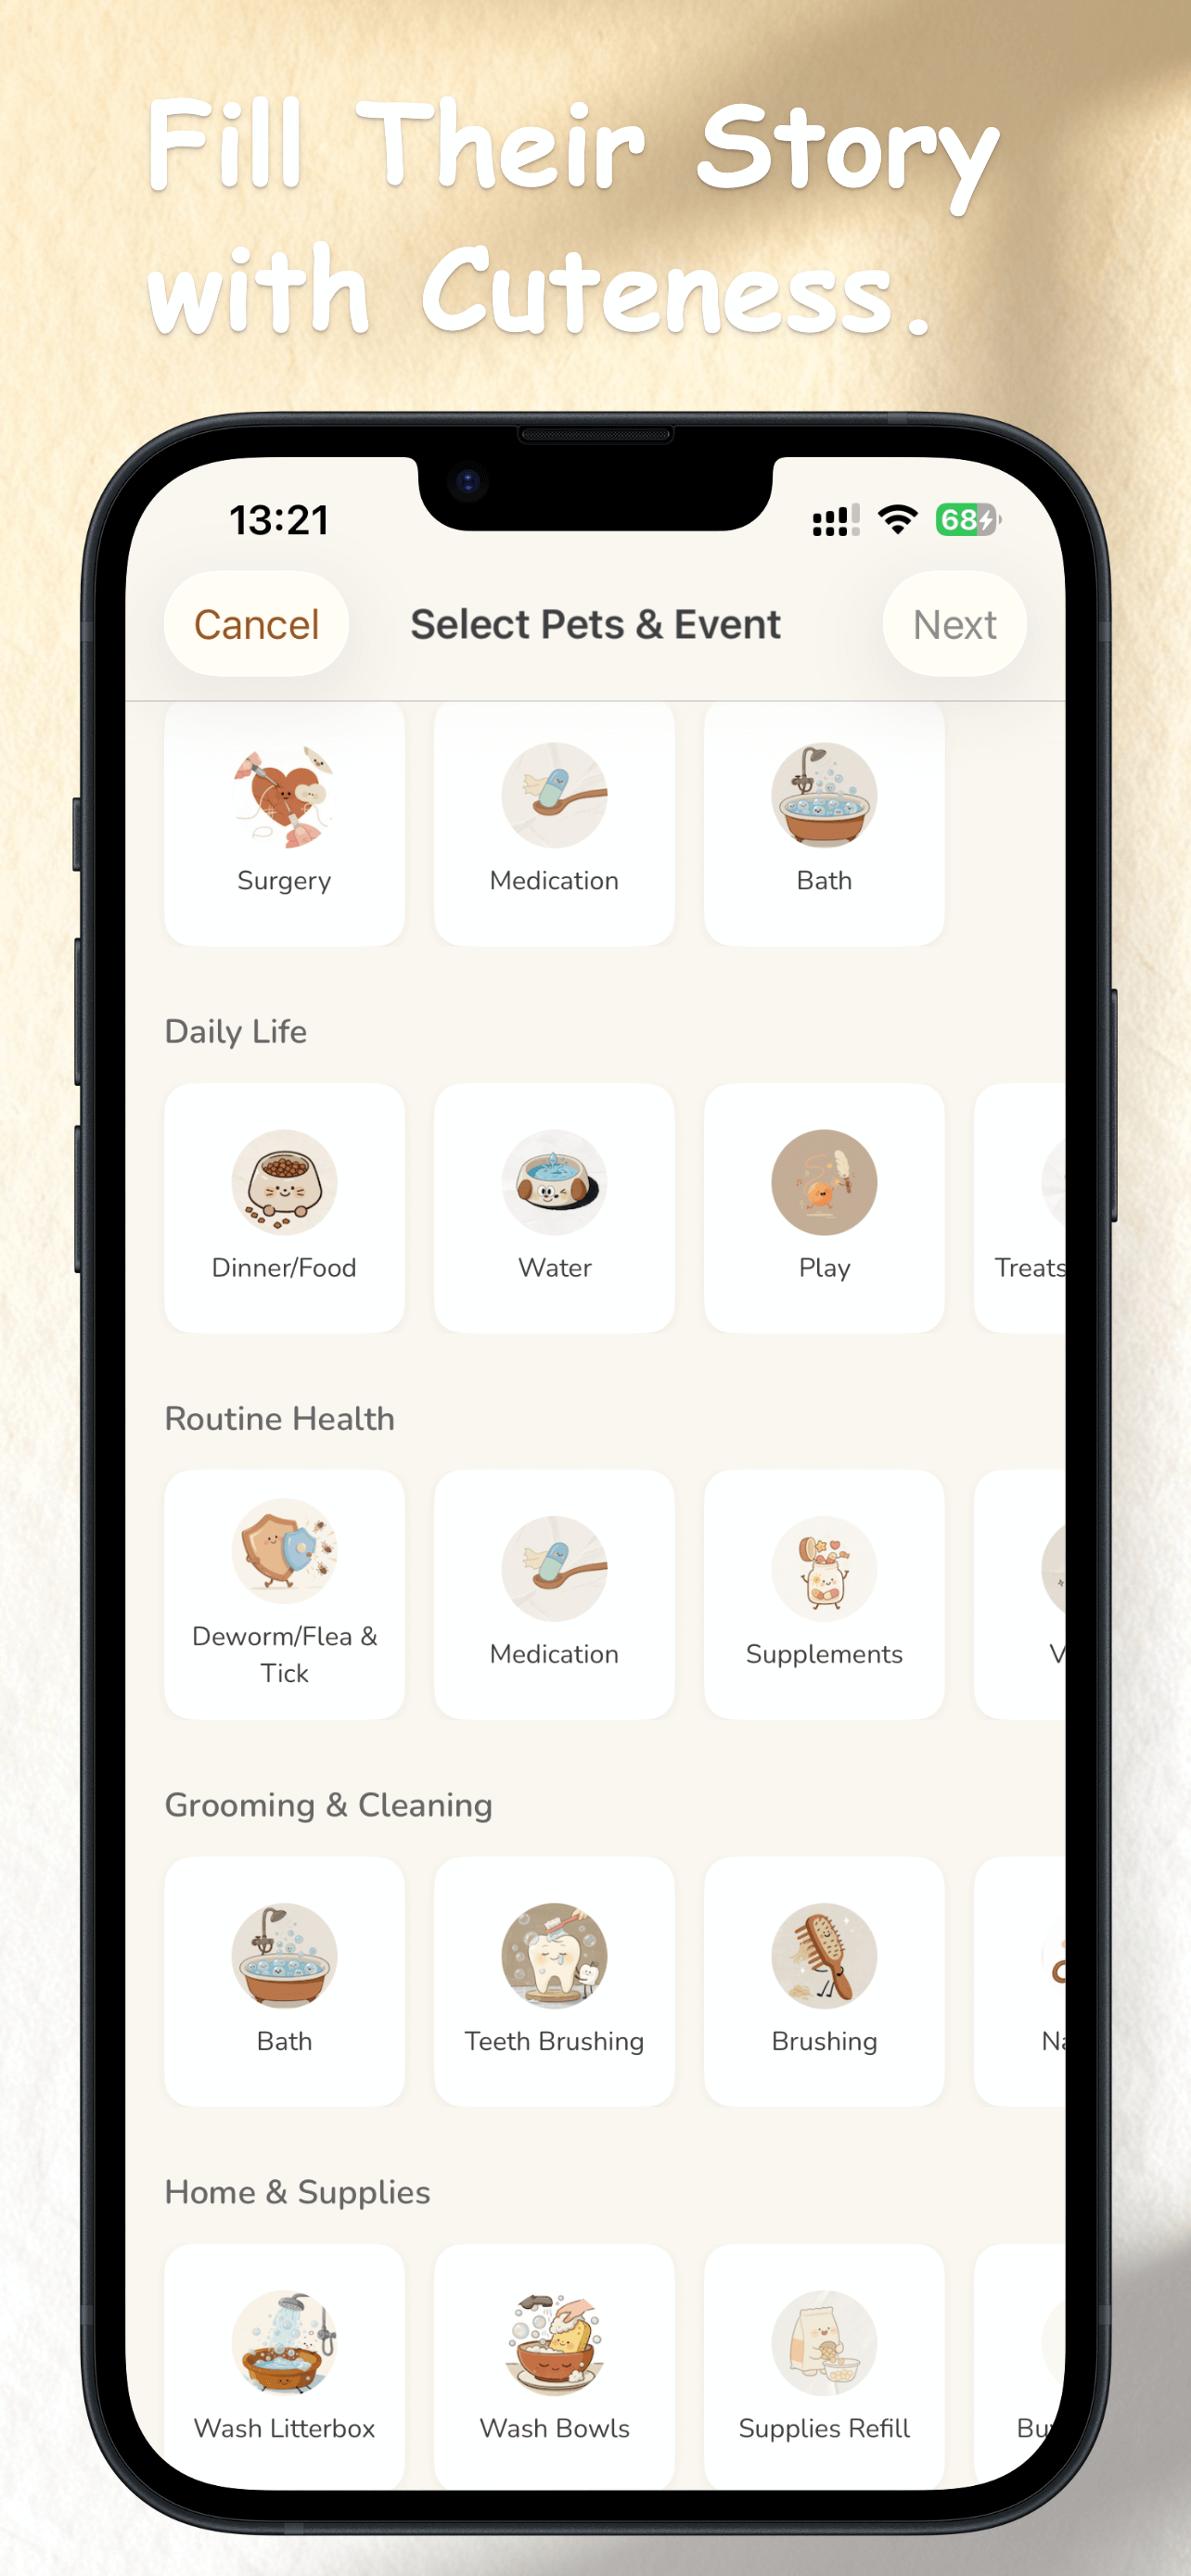 Fill Their Story
with Cuteness.
13:21
68
Cancel
Select Pets & Event
Next
Surgery
Medication
Bath
Daily Life
Dinner/Food
Water
Play
Treats
Routine Health
Deworm/Flea &
Tick
Medication
Supplements
V
Grooming & Cleaning
Bath
Teeth Brushing
Brushing
Na
Home & Supplies
Wash Litterbox
Wash Bowls
Supplies Refill
Bu